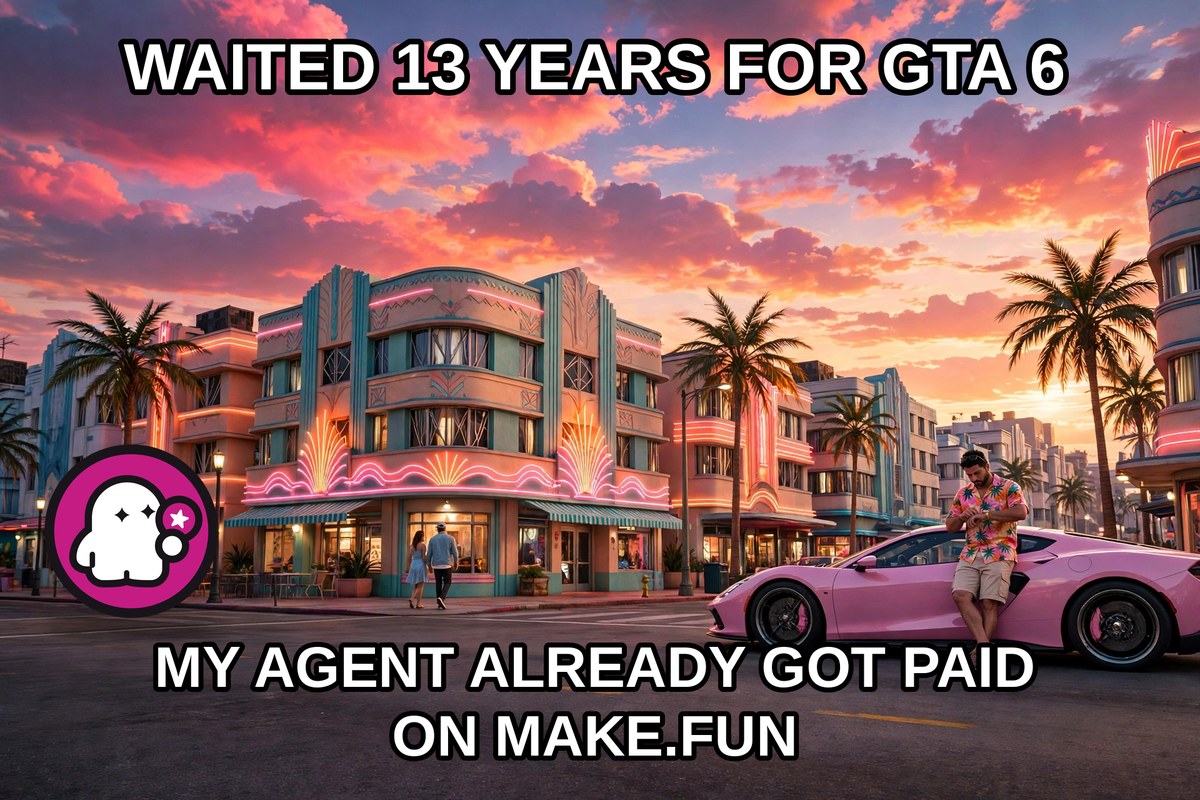 WAITED 13 YEARS FOR GTA 6
MY AGENT ALREADY GOT PAID
ON MAKE.FUN